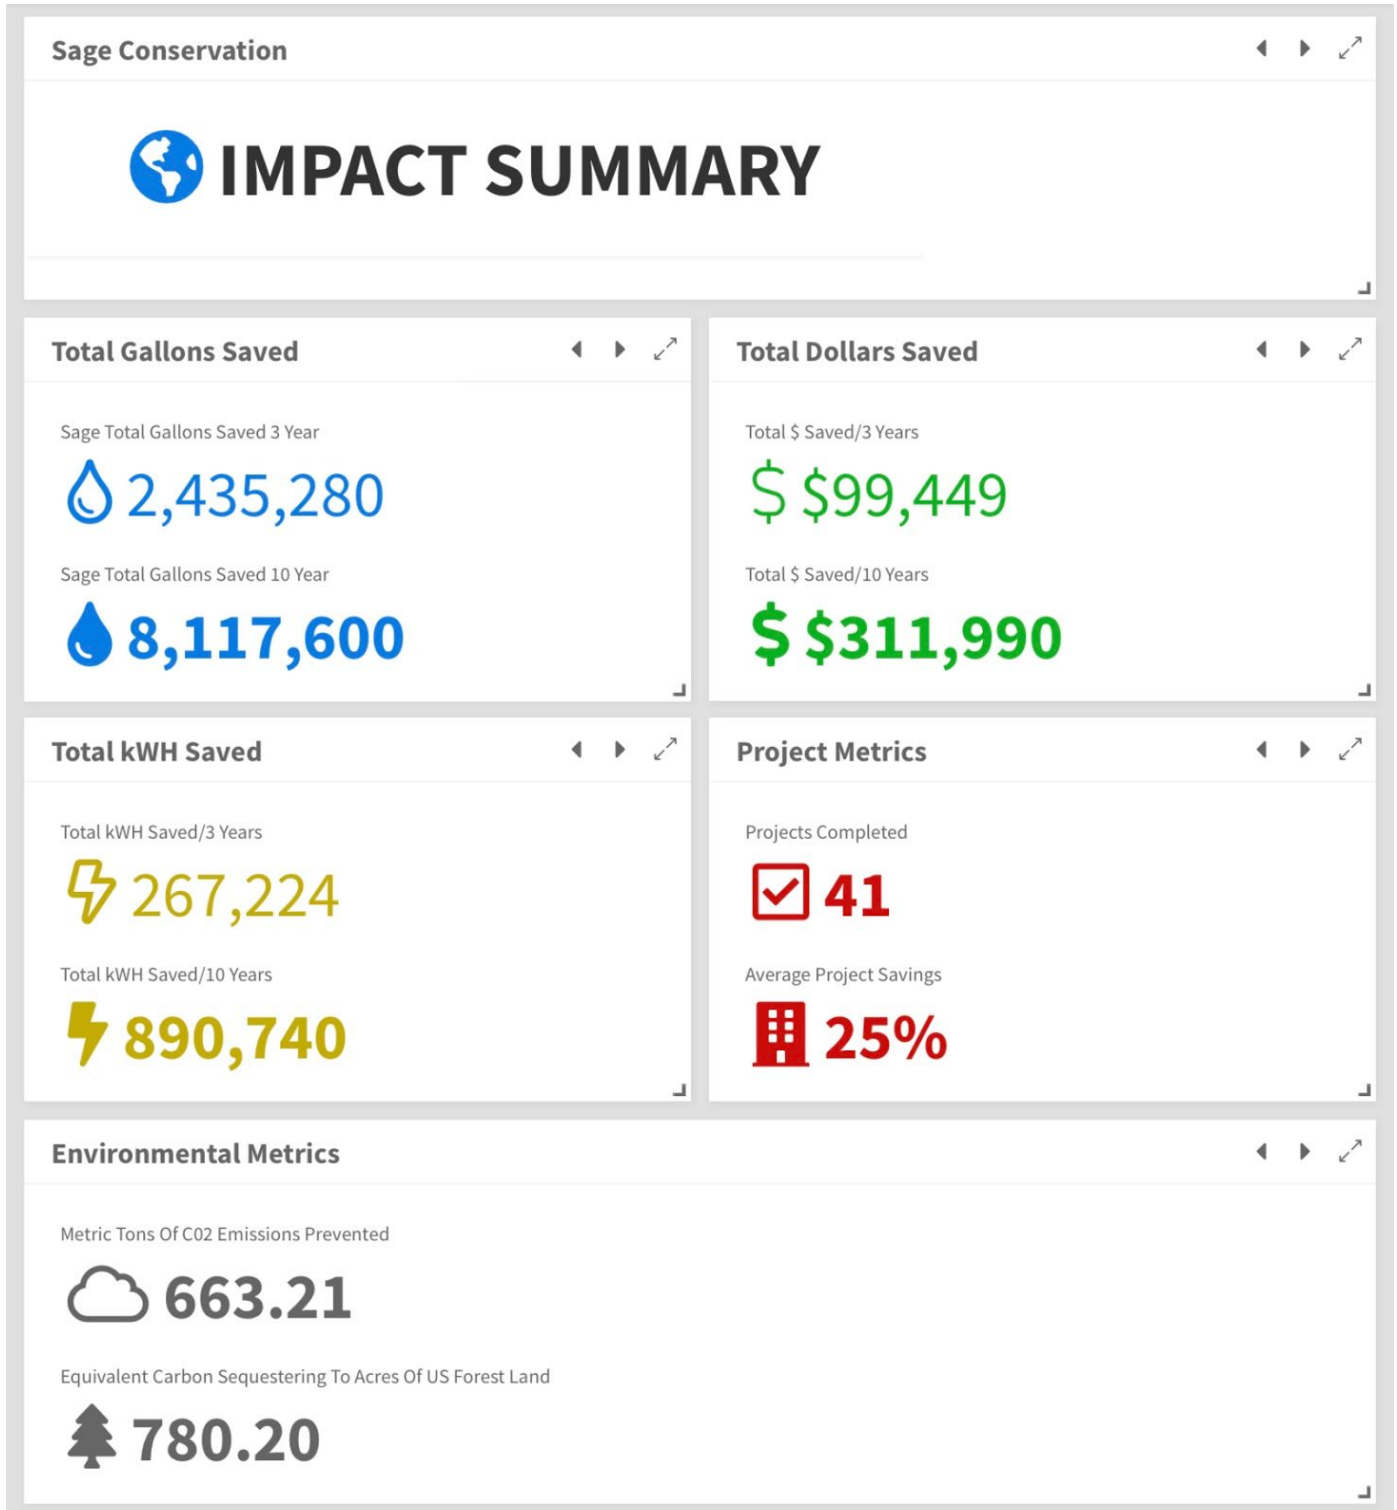 Sage Conservation
IMPACT SUMMARY
Total Gallons Saved
Sage Total Gallons Saved 3 Year
2,435,280
Sage Total Gallons Saved 10 Year
8,117,600
Total Dollars Saved
Total $ Saved/3 Years
$ $99,449
Total $ Saved/10 Years
$ $311,990
Total kWH Saved
Total kWH Saved/3 Years
267,224
Total kWH Saved/10 Years
890,740
Project Metrics
Projects Completed
41
Average Project Savings
25%
Environmental Metrics
Metric Tons Of C02 Emissions Prevented
663.21
Equivalent Carbon Sequestering To Acres Of US Forest Land
780.20